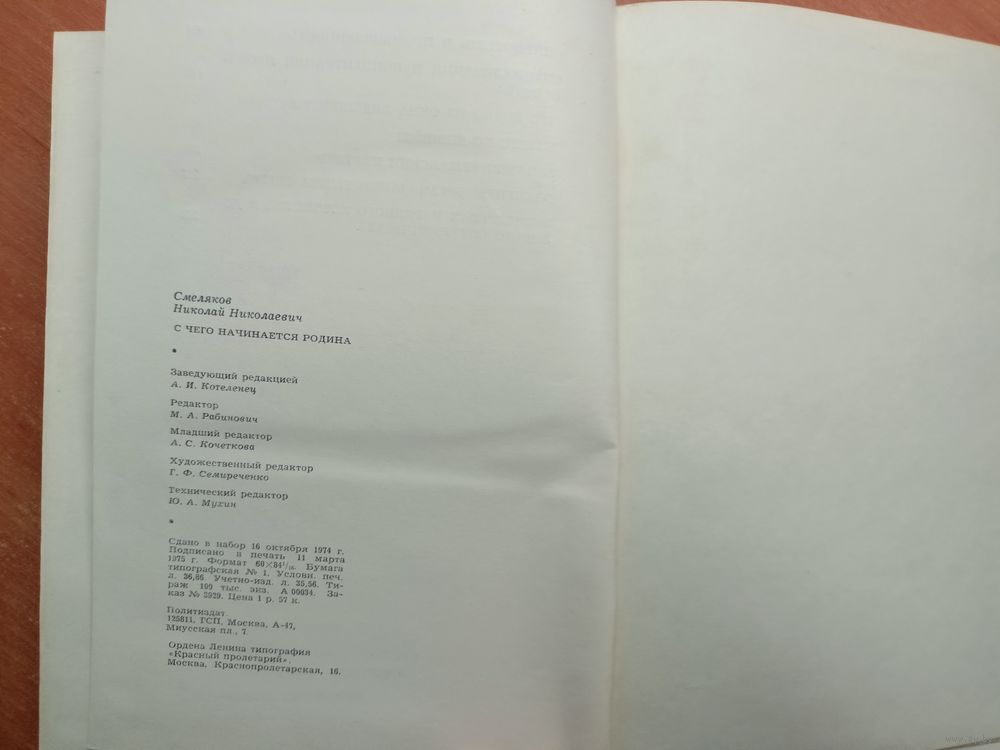 Смеляков
Николай Николаевич
С ЧЕГО НАЧИНАЕТСЯ РОДИНА
*
Заведующий редакцией
А. И. Котеленец
Редактор
М. А. Рабинович
Младший редактор
А. С. Кочеткова
Художественный редактор
Г. Ф. Семиреченко
Технический редактор
Ю. А. Мухин
*
Сдано в набор 16 октября 1974 г.
Подписано в печать 11 марта
1975 г. Формат 60×84¹/₁₆. Бумага
типографская № 1. Условн. печ.
л. 36,86 Учетно-изд. л. 35,56. Ти-
раж 100 тыс. экз. А 00034. За-
каз № 3929. Цена 1 р. 57 к.
Политиздат.
125811, ГСП, Москва, А-47,
Миусская пл., 7.
Ордена Ленина типография
«Красный пролетарий».
Москва, Краснопролетарская, 16.